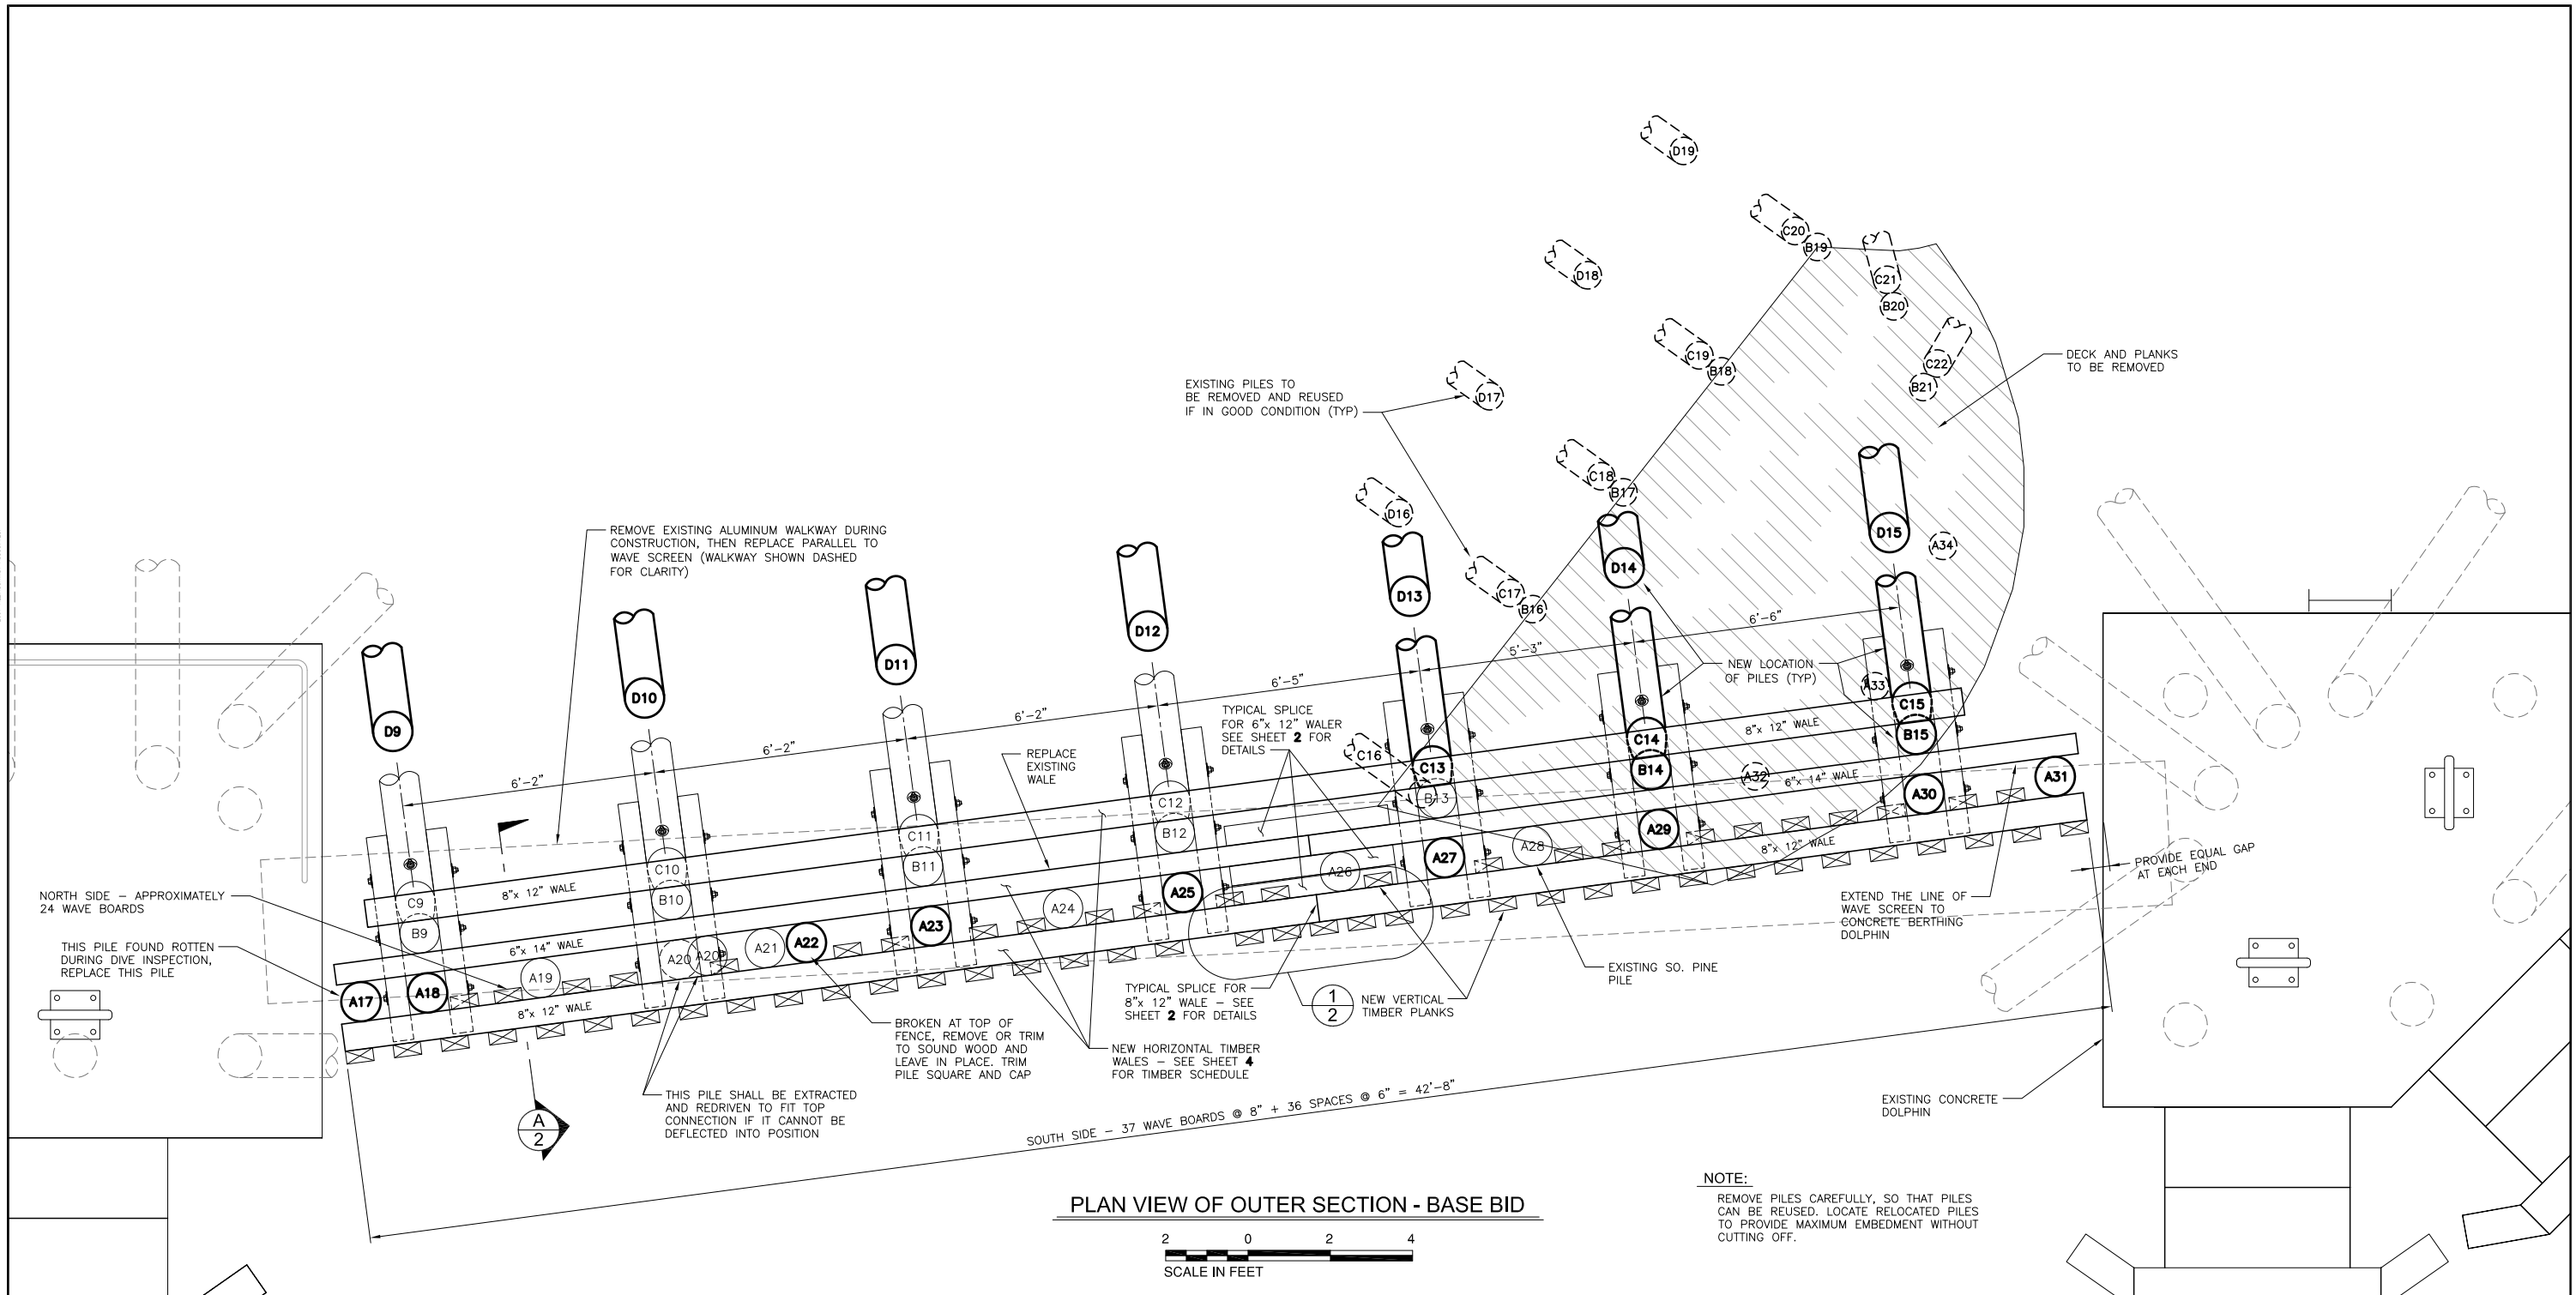 D19
C20
B19
D18
C21
B20
C19
B18
C22
B21
DECK AND PLANKS
TO BE REMOVED
EXISTING PILES TO
BE REMOVED AND REUSED
IF IN GOOD CONDITION (TYP)
D17
C18
B17
D16
D15
A34
REMOVE EXISTING ALUMINUM WALKWAY DURING
CONSTRUCTION, THEN REPLACE PARALLEL TO
WAVE SCREEN (WALKWAY SHOWN DASHED
FOR CLARITY)
D14
D13
C17
B16
D12
D11
D10
D9
6'-6"
5'-3"
6'-5"
6'-2"
6'-2"
6'-2"
NEW LOCATION
OF PILES (TYP)
A33
C15
B15
TYPICAL SPLICE
FOR 6"x 12" WALER
SEE SHEET 2 FOR
DETAILS
REPLACE
EXISTING
WALE
C16
C13
B13
C14
B14
8"x 12" WALE
A32
6"x 14" WALE
A31
A30
A29
8"x 12" WALE
C12
B12
C11
B11
C10
B10
C9
B9
8"x 12" WALE
6"x 14" WALE
8"x 12" WALE
A28
A27
A26
A25
A24
A23
A22
A21
A20
A20
A19
A18
A17
PROVIDE EQUAL GAP
AT EACH END
NORTH SIDE – APPROXIMATELY
24 WAVE BOARDS
THIS PILE FOUND ROTTEN
DURING DIVE INSPECTION,
REPLACE THIS PILE
EXTEND THE LINE OF
WAVE SCREEN TO
CONCRETE BERTHING
DOLPHIN
EXISTING SO. PINE
PILE
TYPICAL SPLICE FOR
8"x 12" WALE – SEE
SHEET 2 FOR DETAILS
1
2
NEW VERTICAL
TIMBER PLANKS
BROKEN AT TOP OF
FENCE, REMOVE OR TRIM
TO SOUND WOOD AND
LEAVE IN PLACE. TRIM
PILE SQUARE AND CAP
NEW HORIZONTAL TIMBER
WALES – SEE SHEET 4
FOR TIMBER SCHEDULE
THIS PILE SHALL BE EXTRACTED
AND REDRIVEN TO FIT TOP
CONNECTION IF IT CANNOT BE
DEFLECTED INTO POSITION
A
2
EXISTING CONCRETE
DOLPHIN
SOUTH SIDE – 37 WAVE BOARDS @ 8" + 36 SPACES @ 6" = 42'-8"
PLAN VIEW OF OUTER SECTION - BASE BID
2 0 2 4
SCALE IN FEET
NOTE:
REMOVE PILES CAREFULLY, SO THAT PILES
CAN BE REUSED. LOCATE RELOCATED PILES
TO PROVIDE MAXIMUM EMBEDMENT WITHOUT
CUTTING OFF.